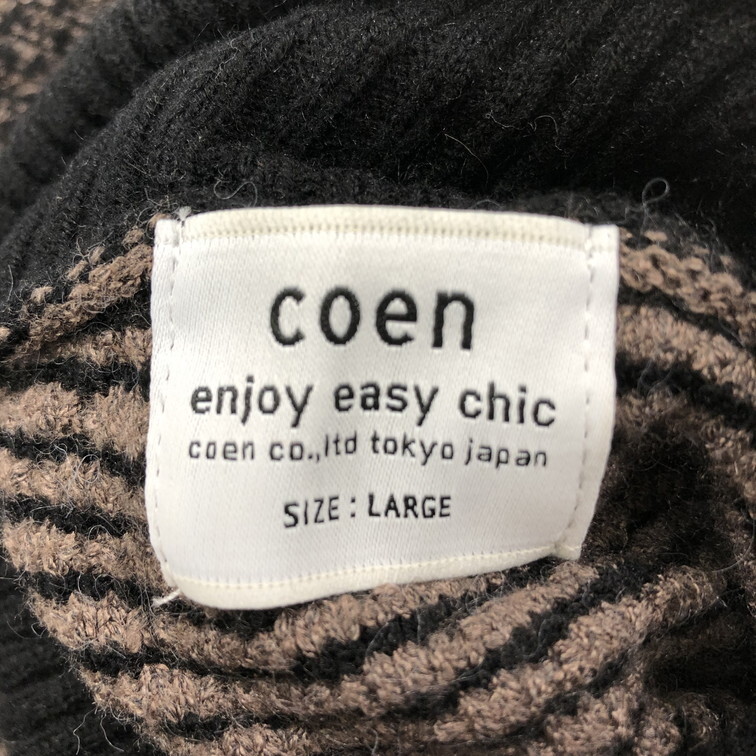 coen
enjoy easy chic
coen co.,ltd tokyo japan
SIZE : LARGE